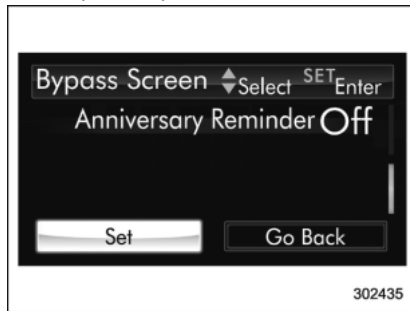 Bypass Screen Select SET Enter
Anniversary Reminder Off
Set Go Back
302435